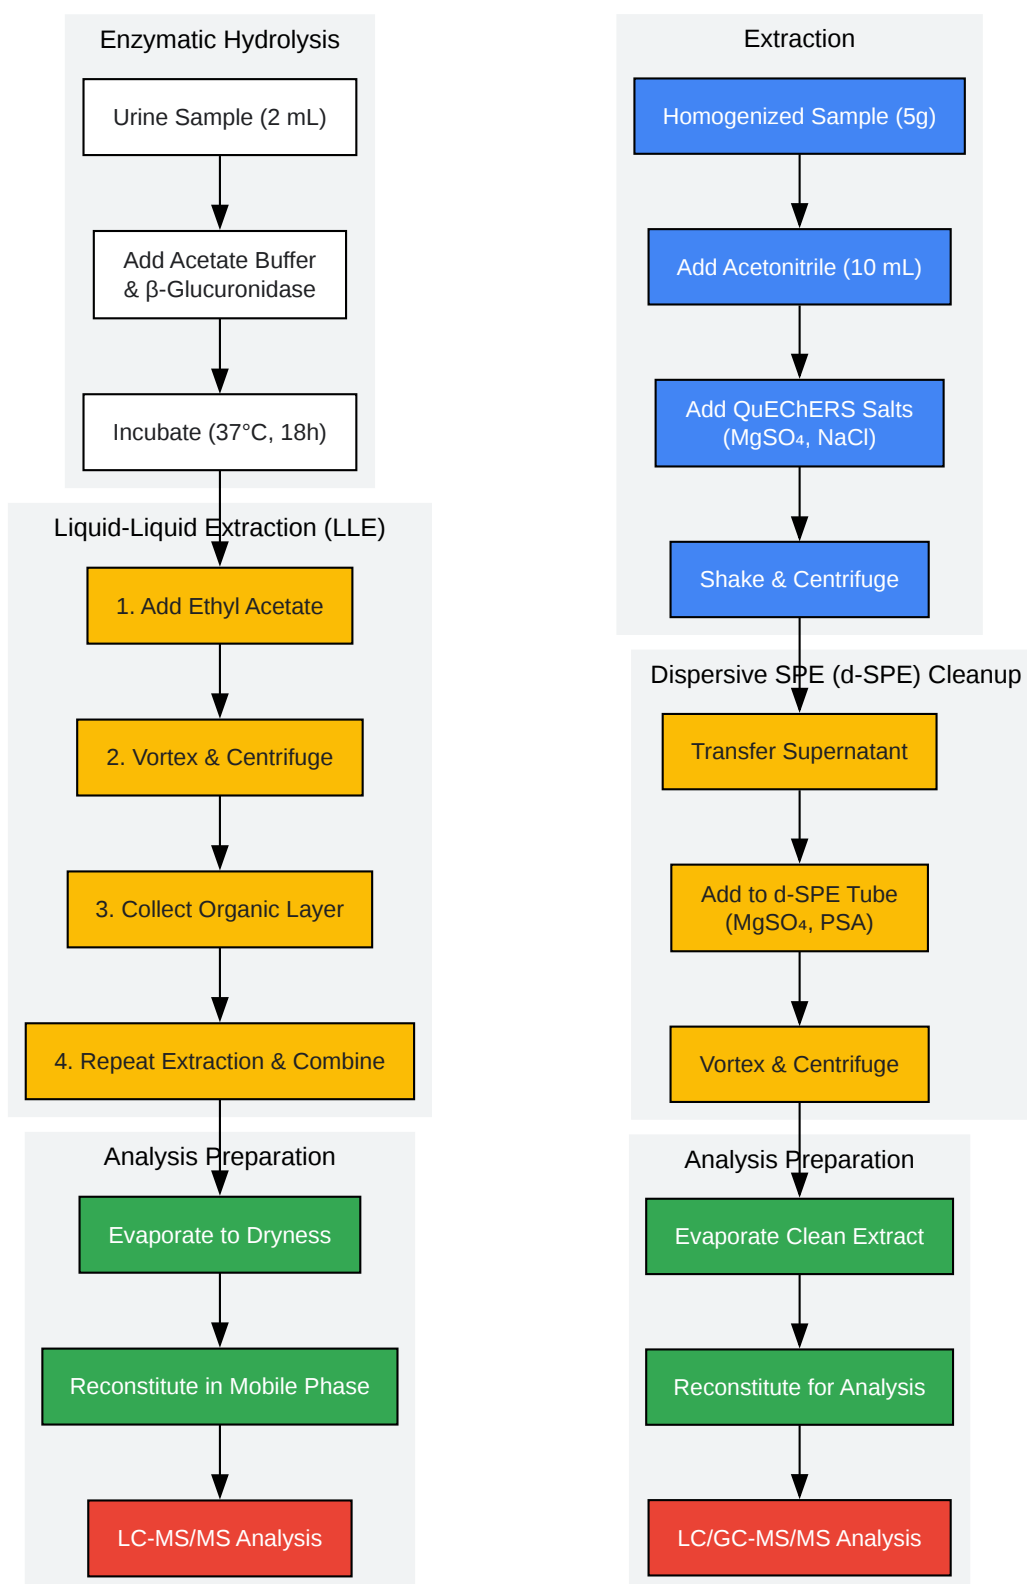 Enzymatic Hydrolysis
Urine Sample (2 mL)
Add Acetate Buffer
& β-Glucuronidase
Incubate (37°C, 18h)
Liquid-Liquid Extraction (LLE)
1. Add Ethyl Acetate
2. Vortex & Centrifuge
3. Collect Organic Layer
4. Repeat Extraction & Combine
Analysis Preparation
Evaporate to Dryness
Reconstitute in Mobile Phase
LC-MS/MS Analysis
Extraction
Homogenized Sample (5g)
Add Acetonitrile (10 mL)
Add QuEChERS Salts
(MgSO₄, NaCl)
Shake & Centrifuge
Dispersive SPE (d-SPE) Cleanup
Transfer Supernatant
Add to d-SPE Tube
(MgSO₄, PSA)
Vortex & Centrifuge
Analysis Preparation
Evaporate Clean Extract
Reconstitute for Analysis
LC/GC-MS/MS Analysis